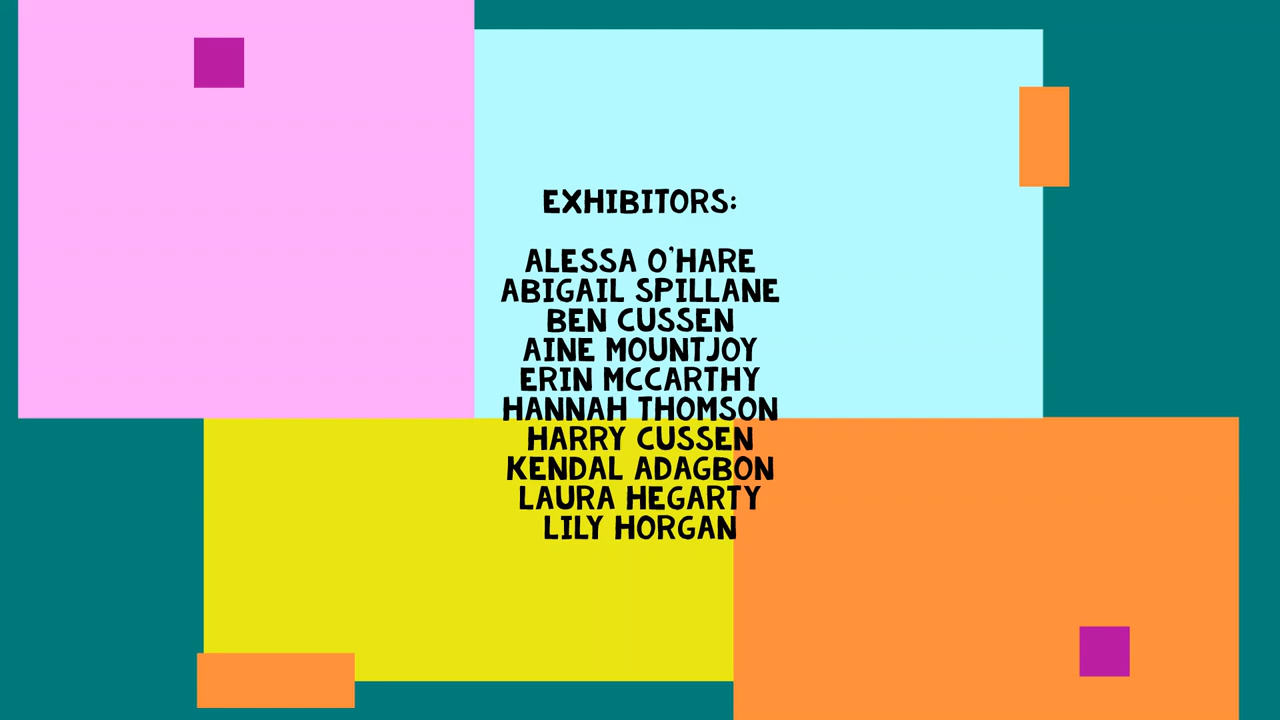 EXHIBITORS:
ALESSA O'HARE
ABIGAIL SPILLANE
BEN CUSSEN
AINE MOUNTJOY
ERIN MCCARTHY
HANNAH THOMSON
HARRY CUSSEN
KENDAL ADAGBON
LAURA HEGARTY
LILY HORGAN